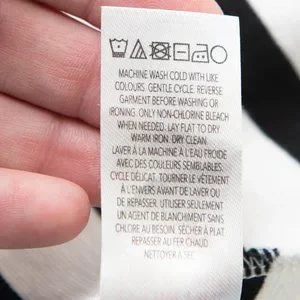 MACHINE WASH COLD WITH LIKE
COLOURS. GENTLE CYCLE. REVERSE
GARMENT BEFORE WASHING OR
IRONING. ONLY NON-CHLORINE BLEACH
WHEN NEEDED. LAY FLAT TO DRY
WARM IRON. DRY CLEAN.
LAVER À LA MACHINE À L'EAU FROIDE
AVEC DES COULEURS SEMBLABLES.
CYCLE DÉLICAT. TOURNER LE VÊTEMENT
À L'ENVERS AVANT DE LAVER OU
DE REPASSER. UTILISER SEULEMENT
UN AGENT DE BLANCHIMENT SANS
CHLORE AU BESOIN. SÉCHER À PLAT
REPASSER AU FER CHAUD
NETTOYER À SEC